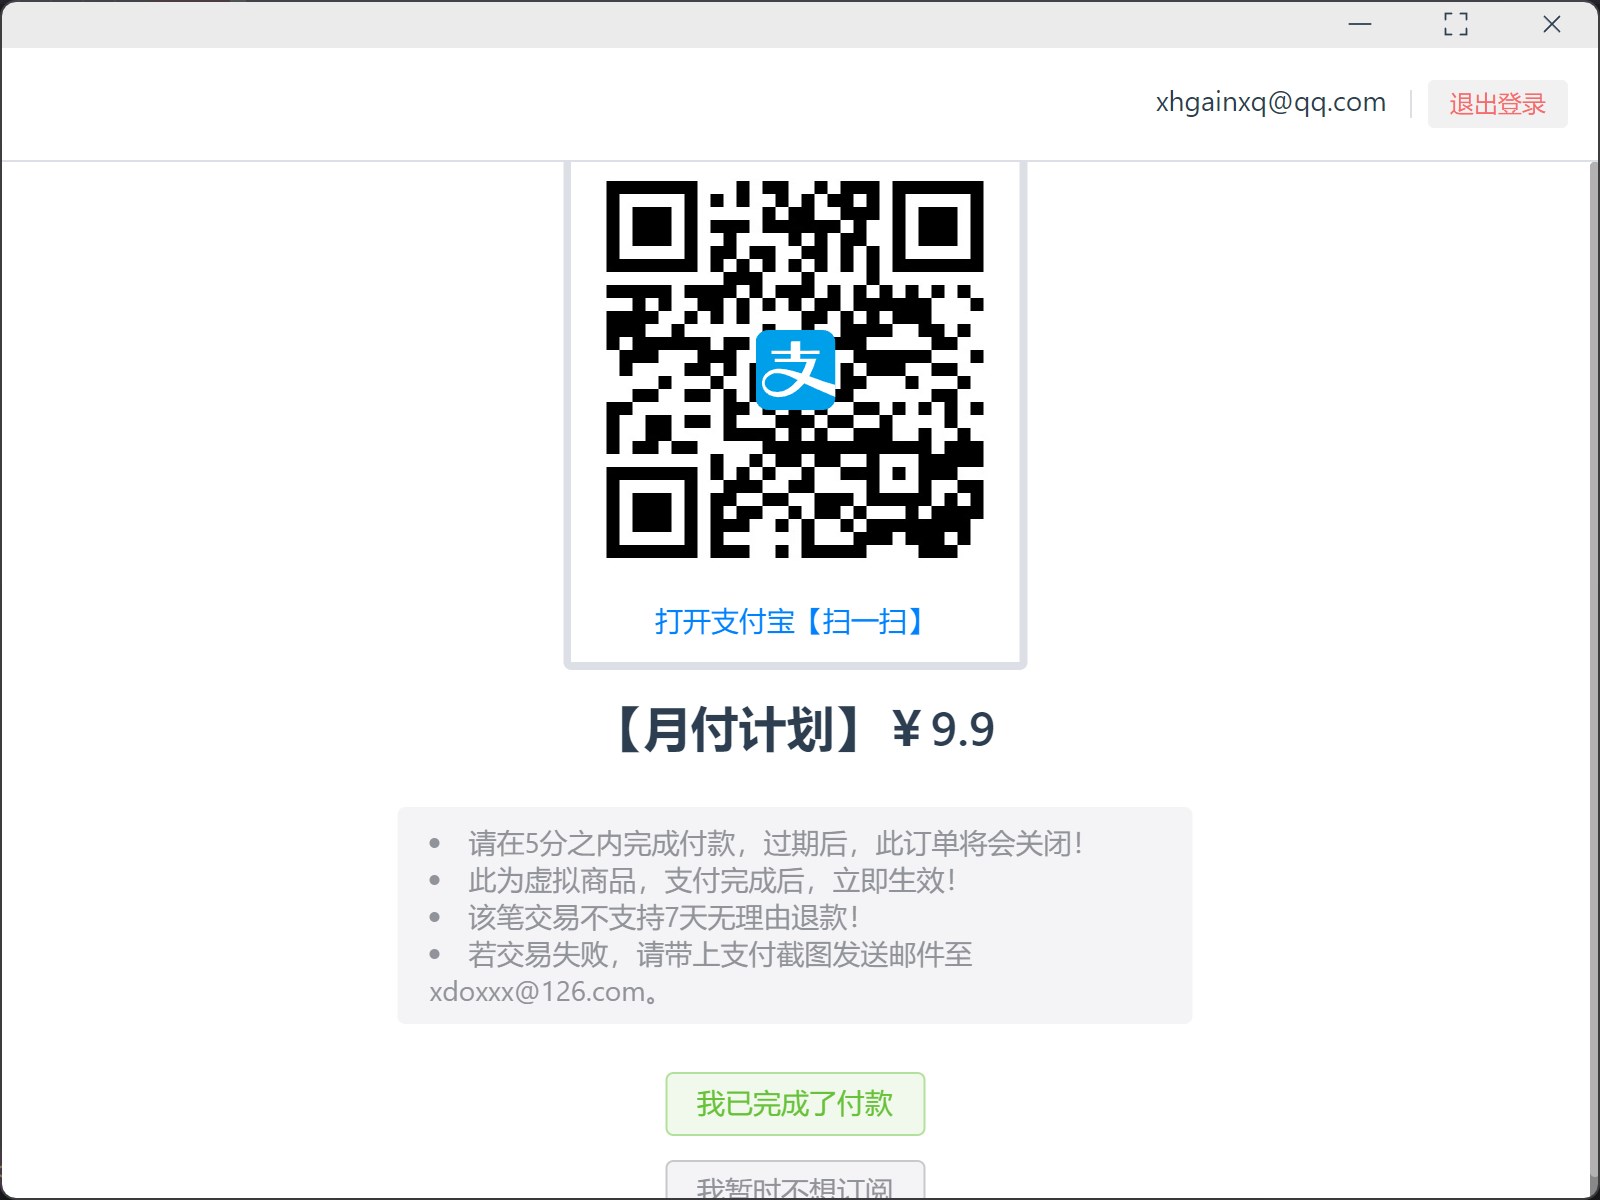 xhgainxq@qq.com
退出登录
支
打开支付宝【扫一扫】
【月付计划】 ¥ 9.9
请在5分之内完成付款，过期后，此订单将会关闭！
此为虚拟商品，支付完成后，立即生效！
该笔交易不支持7天无理由退款！
若交易失败，请带上支付截图发送邮件至
xdoxxx@126.com。
我已完成了付款
我暂时不想订阅